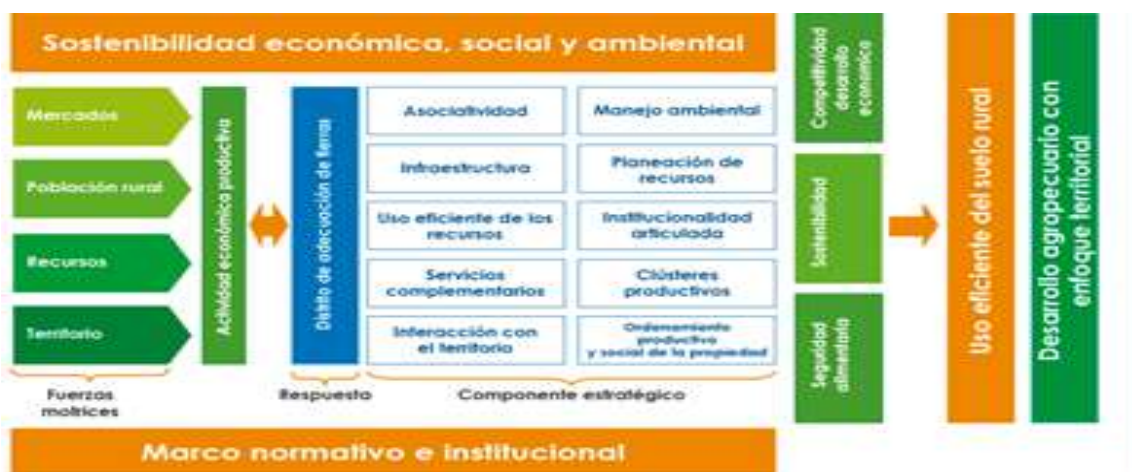 Sostenibilidad económica, social y ambiental
Mercados
Población rural
Recursos
Territorio
Fuerzas
motrices
Actividad económica productiva
Distrito de adecuación de tierras
Respuesta
Asociatividad
Infraestructura
Uso eficiente de los
recursos
Servicios
complementarios
Interacción con
el territorio
Manejo ambiental
Planeación de
recursos
Institucionalidad
articulada
Clústeres
productivos
Ordenamiento
productivo
y social de la propiedad
Componente estratégico
Marco normativo e institucional
Competitividad
desarrollo
económico
Sostenibilidad
Seguridad
alimentaria
Uso eficiente del suelo rural
Desarrollo agropecuario con
enfoque territorial